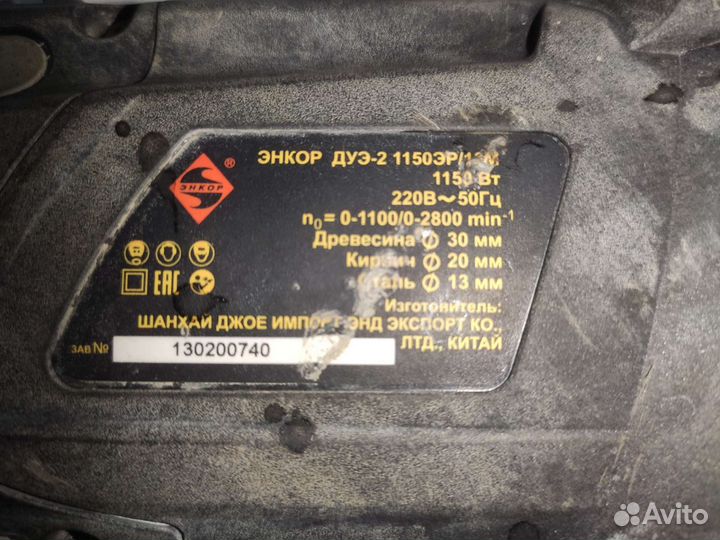 ЭНКОР
®
ЭНКОР ДУЭ-2 1150ЭР/16М
1150 Вт
220В~50Гц
n₀= 0-1100/0-2800 min⁻¹
Древесина ⌀ 30 мм
Кирпич ⌀ 20 мм
Сталь ⌀ 13 мм
EAC
Изготовитель:
ШАНХАЙ ДЖОЕ ИМПОРТ ЭНД ЭКСПОРТ КО.,
ЛТД., КИТАЙ
ЗАВ № 130200740
Avito